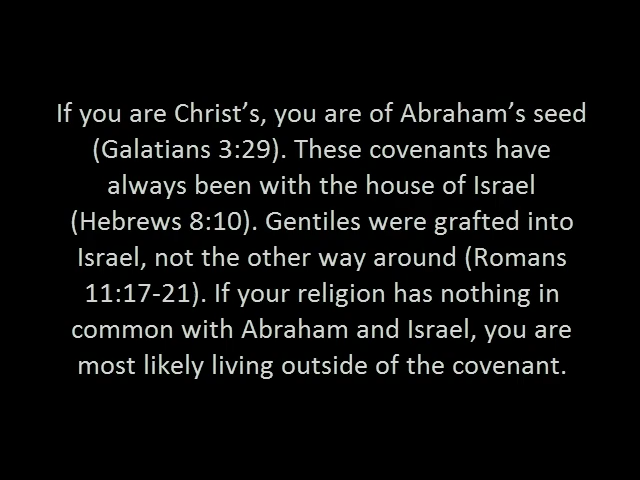 If you are Christ’s, you are of Abraham’s seed
(Galatians 3:29). These covenants have
always been with the house of Israel
(Hebrews 8:10). Gentiles were grafted into
Israel, not the other way around (Romans
11:17-21). If your religion has nothing in
common with Abraham and Israel, you are
most likely living outside of the covenant.